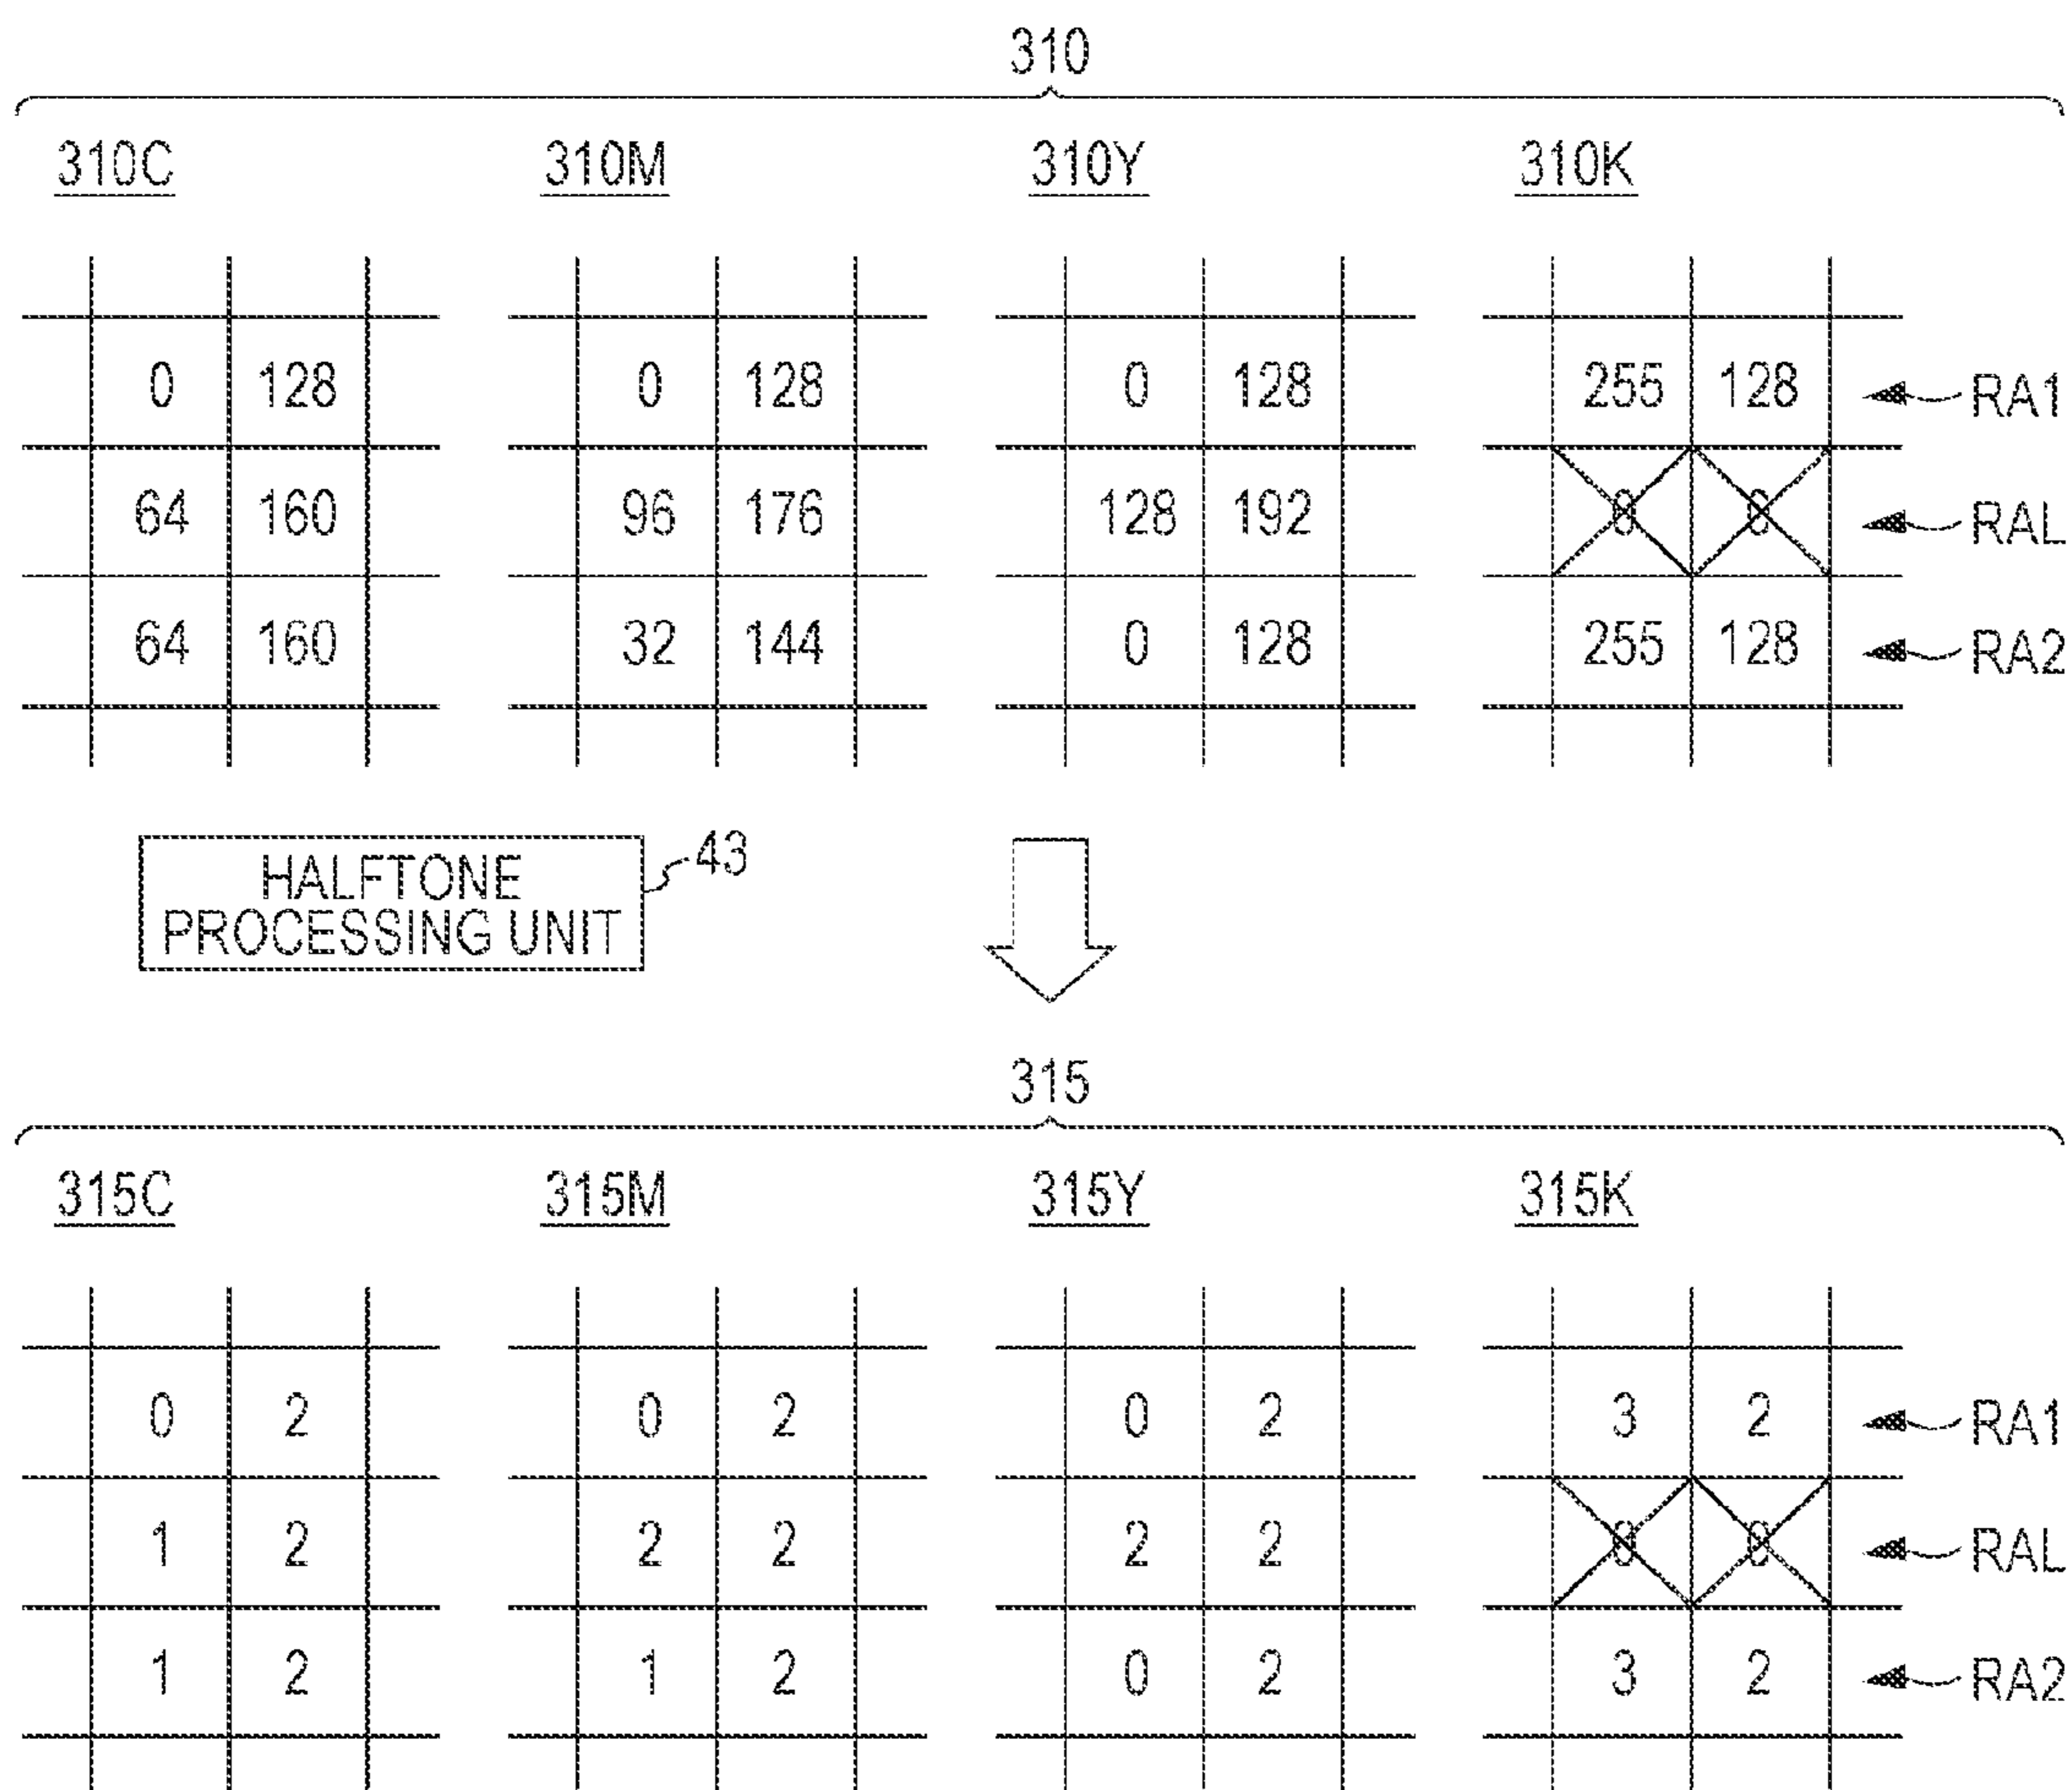 310
310C 310M 310Y 310K
0 128 0 128 0 128 255 128 RA1
64 160 96 176 128 192 0 0 RAL
64 160 32 144 0 128 255 128 RA2
HALFTONE 43
PROCESSING UNIT
315
315C 315M 315Y 315K
0 2 0 2 0 2 3 2 RA1
1 2 2 2 2 2 0 0 RAL
1 2 1 2 0 2 3 2 RA2